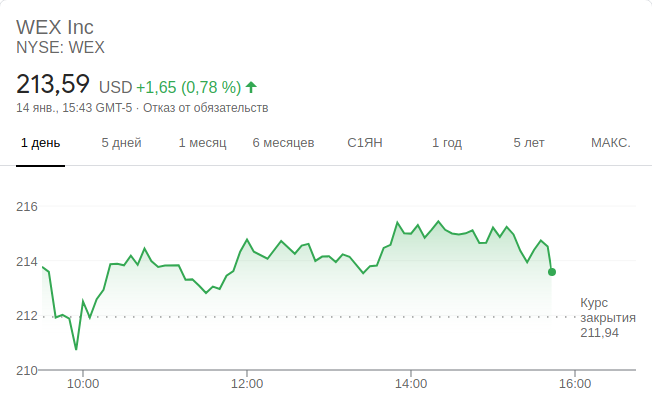 WEX Inc
NYSE: WEX
213,59 USD +1,65 (0,78 %)
14 янв., 15:43 GMT-5 · Отказ от обязательств
1 день 5 дней 1 месяц 6 месяцев С1ЯН 1 год 5 лет МАКС.
216
214
212
210
Курс
закрытия
211,94
10:00 12:00 14:00 16:00